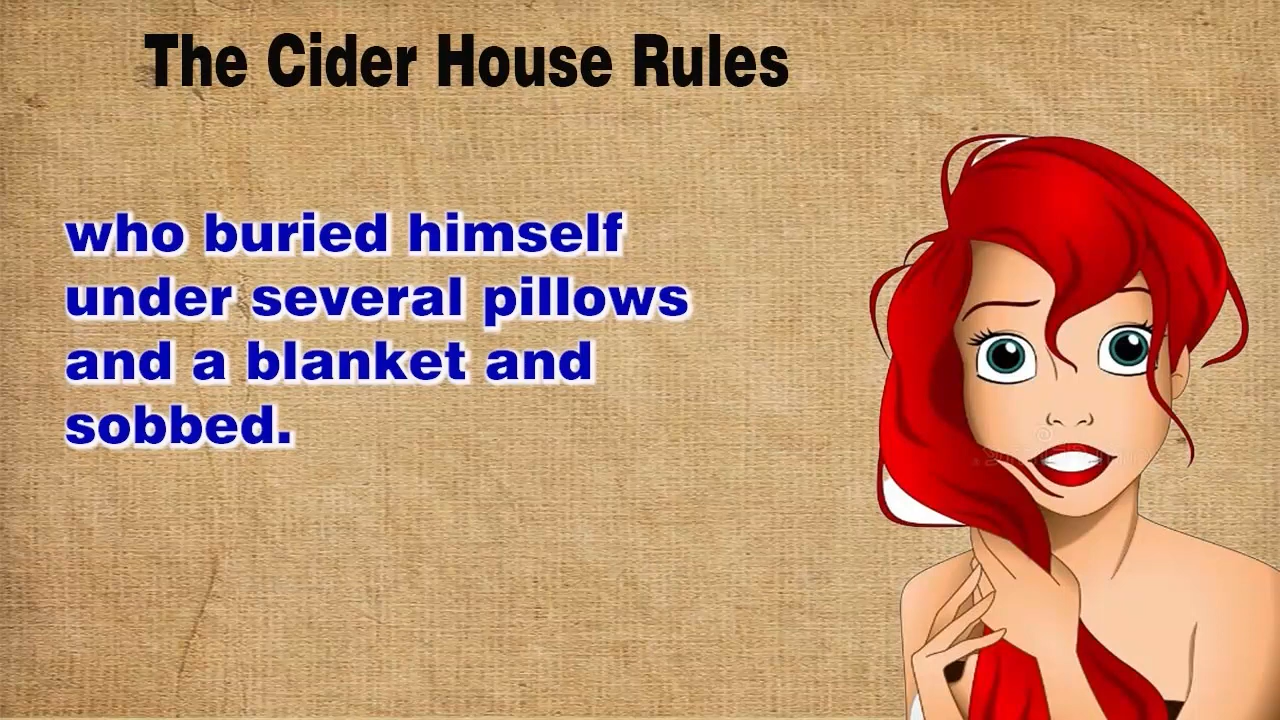 The Cider House Rules
who buried himself
under several pillows
and a blanket and
sobbed.